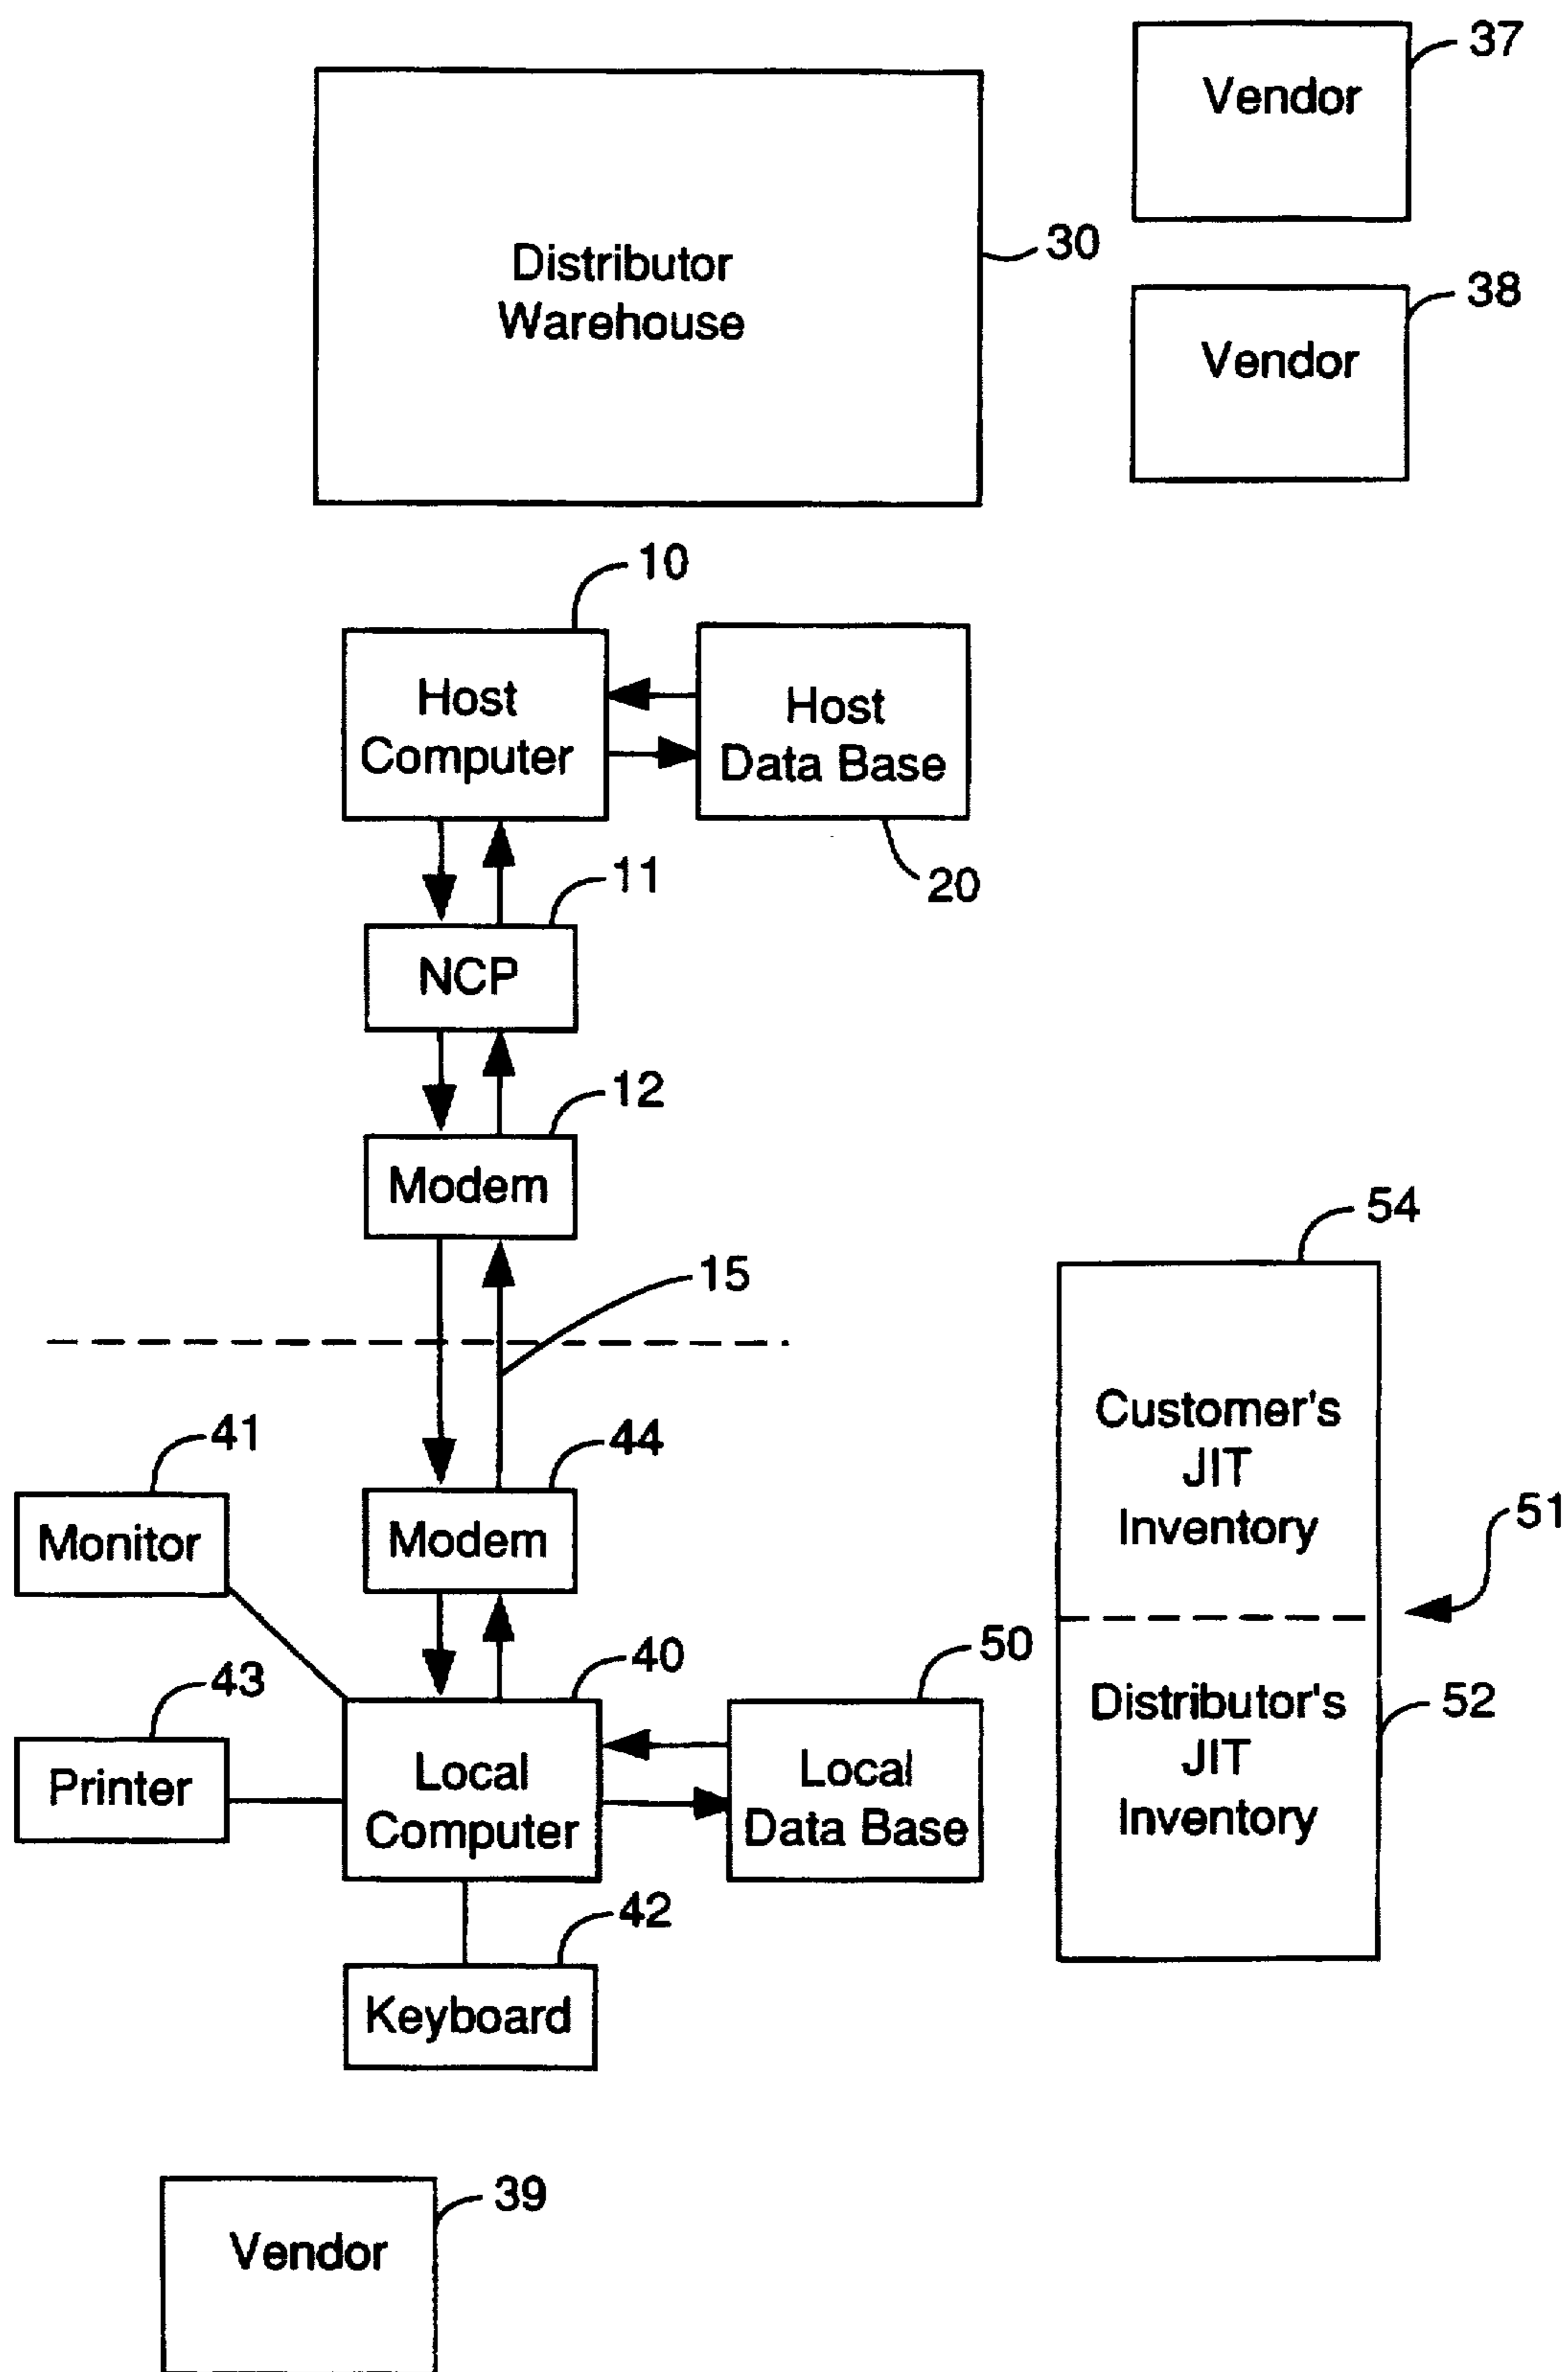 37
Vendor
Distributor
Warehouse
30
38
Vendor
10
Host
Computer
Host
Data Base
20
11
NCP
12
Modem
15
54
Customer's
JIT
Inventory
51
41
Monitor
44
Modem
43
Printer
40
Local
Computer
50
Local
Data Base
Distributor's
JIT
Inventory
52
42
Keyboard
39
Vendor